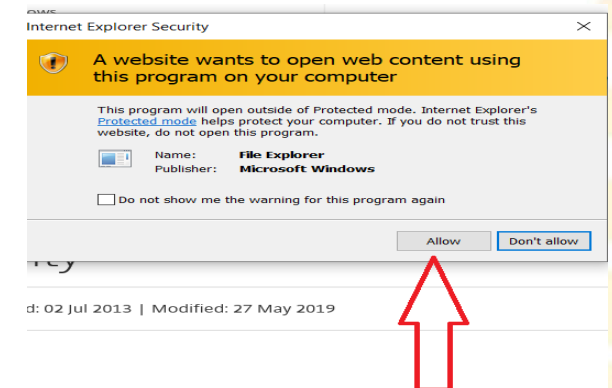 Internet Explorer Security
A website wants to open web content using
this program on your computer
This program will open outside of Protected mode. Internet Explorer's
Protected mode helps protect your computer. If you do not trust this
website, do not open this program.
Name: File Explorer
Publisher: Microsoft Windows
Do not show me the warning for this program again
Allow Don't allow
d: 02 Jul 2013 | Modified: 27 May 2019